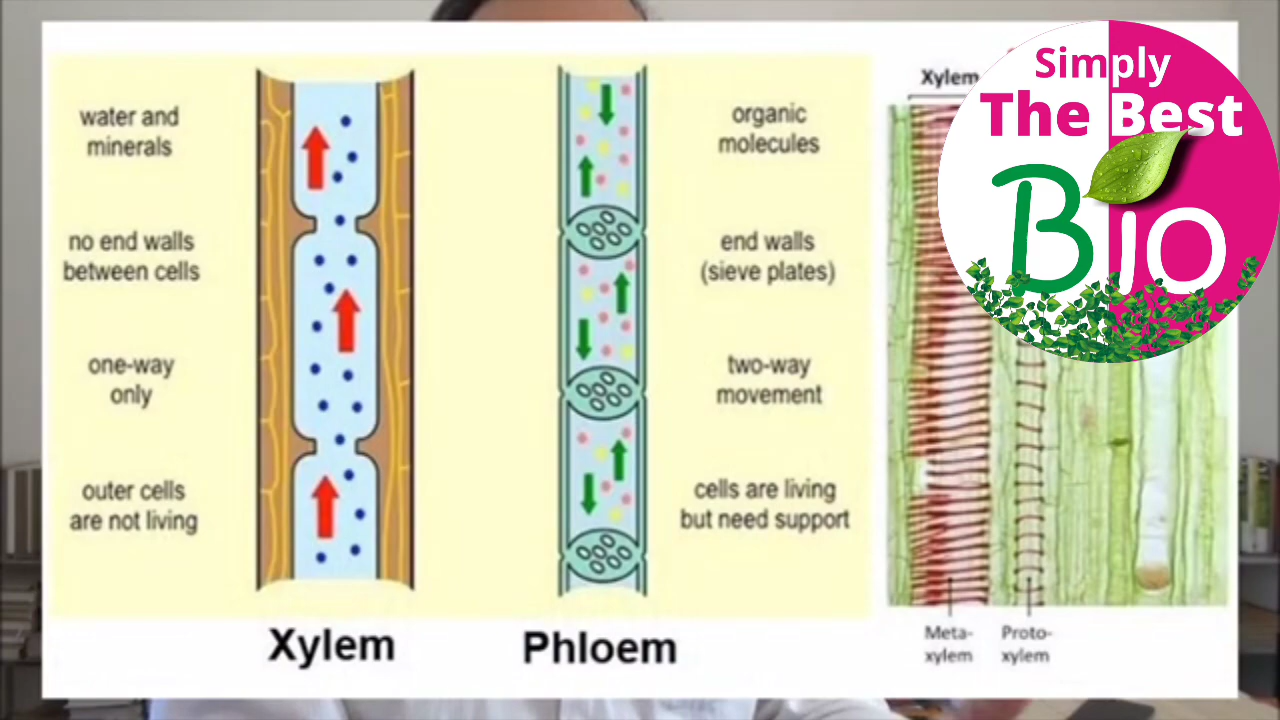 water and
minerals
no end walls
between cells
one-way
only
outer cells
are not living
organic
molecules
end walls
(sieve plates)
two-way
movement
cells are living
but need support
Xylem
Phloem
Xylem
Meta-
xylem
Proto-
xylem
Simply
The Best
Bio